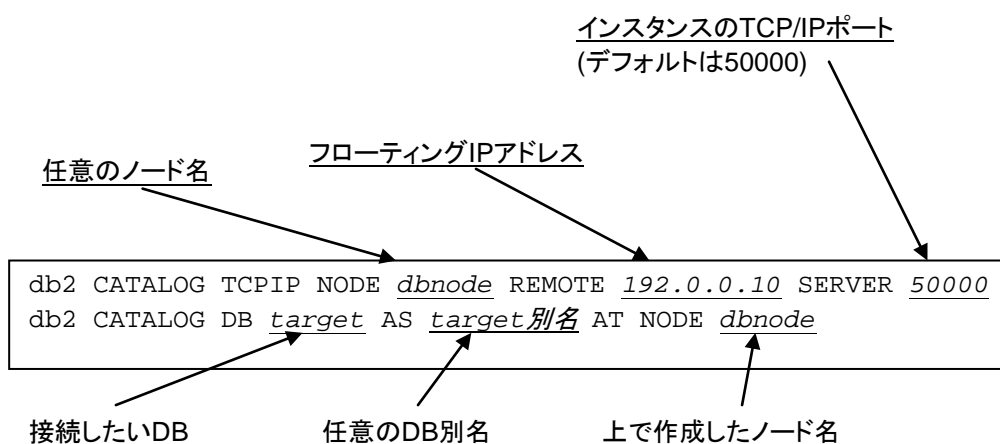 インスタンスのTCP/IPポート
(デフォルトは50000)
フローティングIPアドレス
任意のノード名
db2 CATALOG TCPIP NODE dbnode REMOTE 192.0.0.10 SERVER 50000
db2 CATALOG DB target AS target別名 AT NODE dbnode
接続したいDB
任意のDB別名
上で作成したノード名